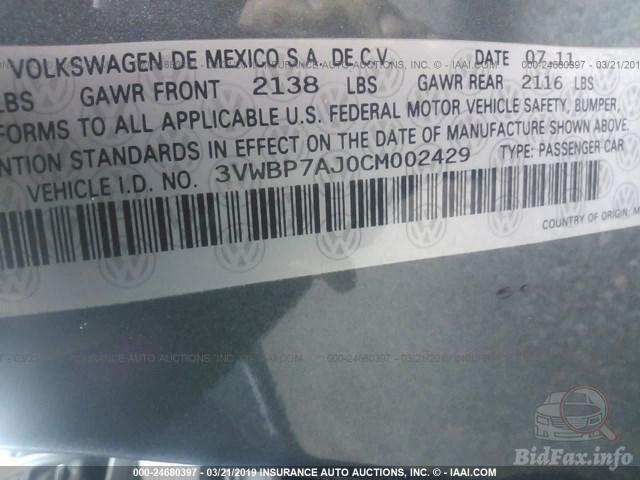 VOLKSWAGEN DE MEXICO S.A. DE C.V. DATE 07 11
LBS GAWR FRONT 2138 LBS GAWR REAR 2116 LBS
FORMS TO ALL APPLICABLE U.S. FEDERAL MOTOR VEHICLE SAFETY, BUMPER,
NTION STANDARDS IN EFFECT ON THE DATE OF MANUFACTURE SHOWN ABOVE.
VEHICLE I.D. NO. 3VWBP7AJ0CM002429 TYPE: PASSENGER CAR
COUNTRY OF ORIGIN: M
BidFax.info
000-24680397 - 03/21/2019 INSURANCE AUTO AUCTIONS, INC. - © - IAAI.COM